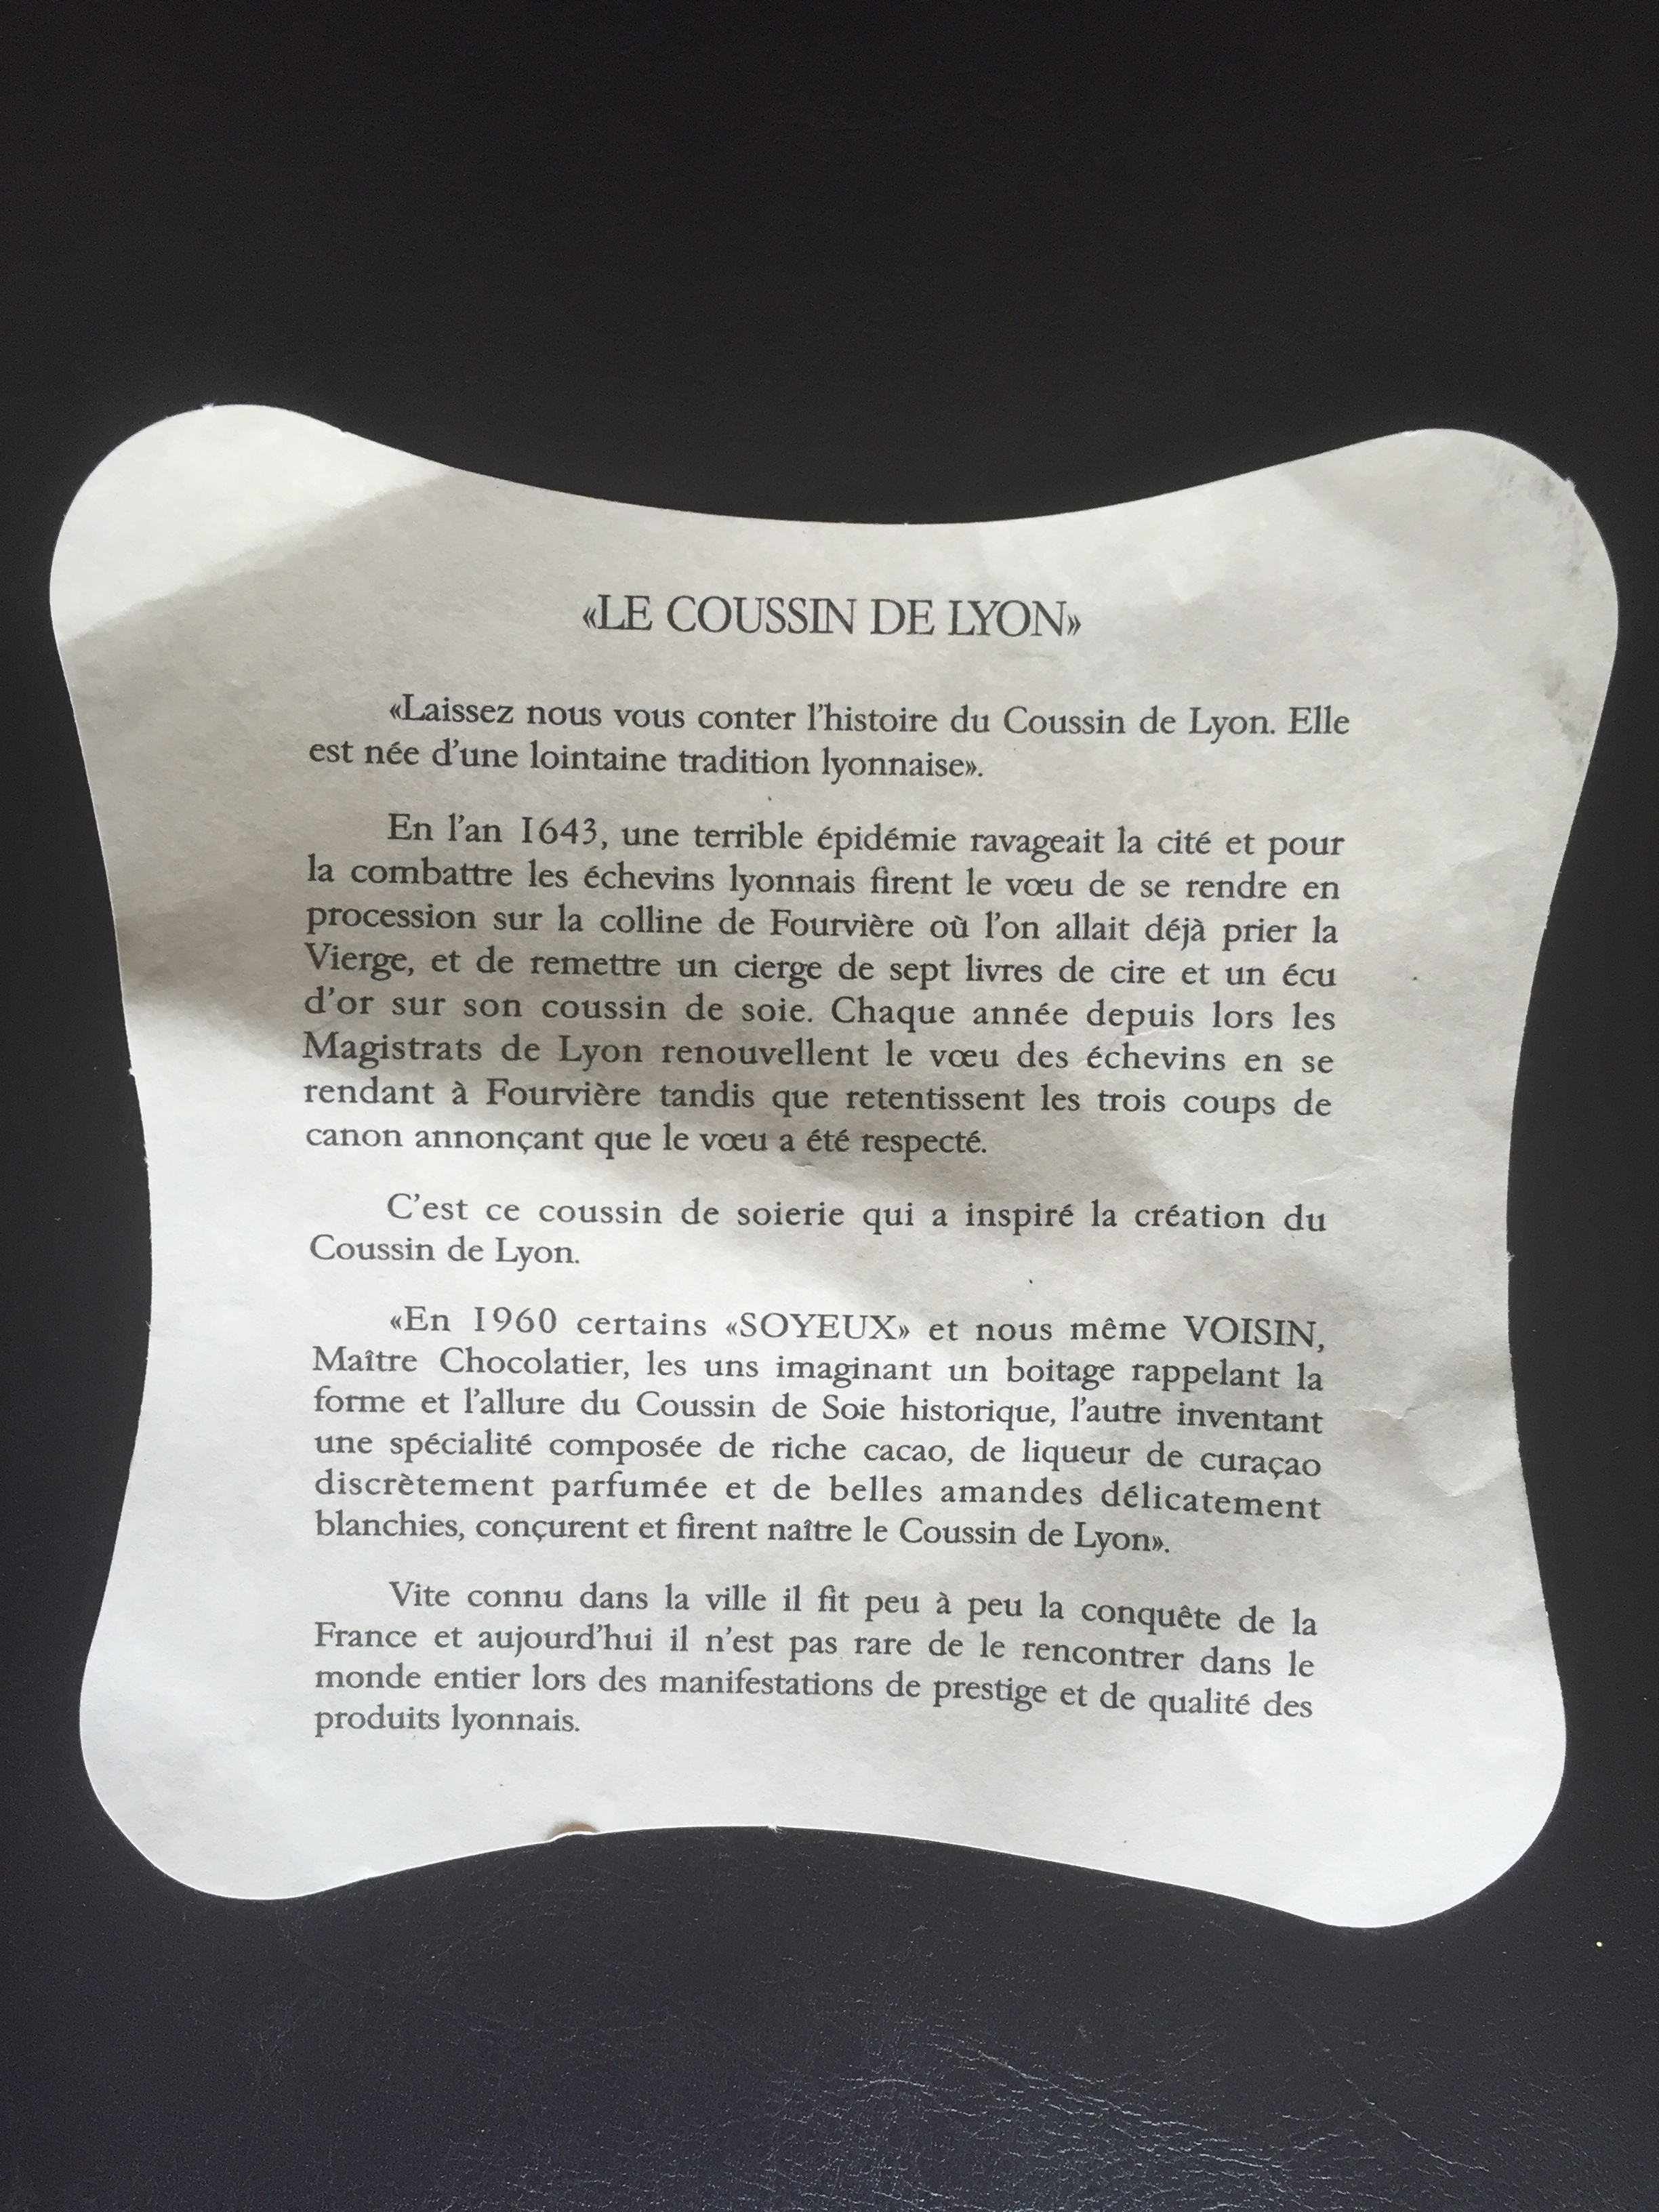 «LE COUSSIN DE LYON»
«Laissez nous vous conter l'histoire du Coussin de Lyon. Elle
est née d'une lointaine tradition lyonnaise».
En l'an 1643, une terrible épidémie ravageait la cité et pour
la combattre les échevins lyonnais firent le vœu de se rendre en
procession sur la colline de Fourvière où l'on allait déjà prier la
Vierge, et de remettre un cierge de sept livres de cire et un écu
d'or sur son coussin de soie. Chaque année depuis lors les
Magistrats de Lyon renouvellent le vœu des échevins en se
rendant à Fourvière tandis que retentissent les trois coups de
canon annonçant que le vœu a été respecté.
C'est ce coussin de soierie qui a inspiré la création du
Coussin de Lyon.
«En 1960 certains «SOYEUX» et nous même VOISIN,
Maître Chocolatier, les uns imaginant un boitage rappelant la
forme et l'allure du Coussin de Soie historique, l'autre inventant
une spécialité composée de riche cacao, de liqueur de curaçao
discrètement parfumée et de belles amandes délicatement
blanchies, conçurent et firent naître le Coussin de Lyon».
Vite connu dans la ville il fit peu à peu la conquête de la
France et aujourd'hui il n'est pas rare de le rencontrer dans le
monde entier lors des manifestations de prestige et de qualité des
produits lyonnais.